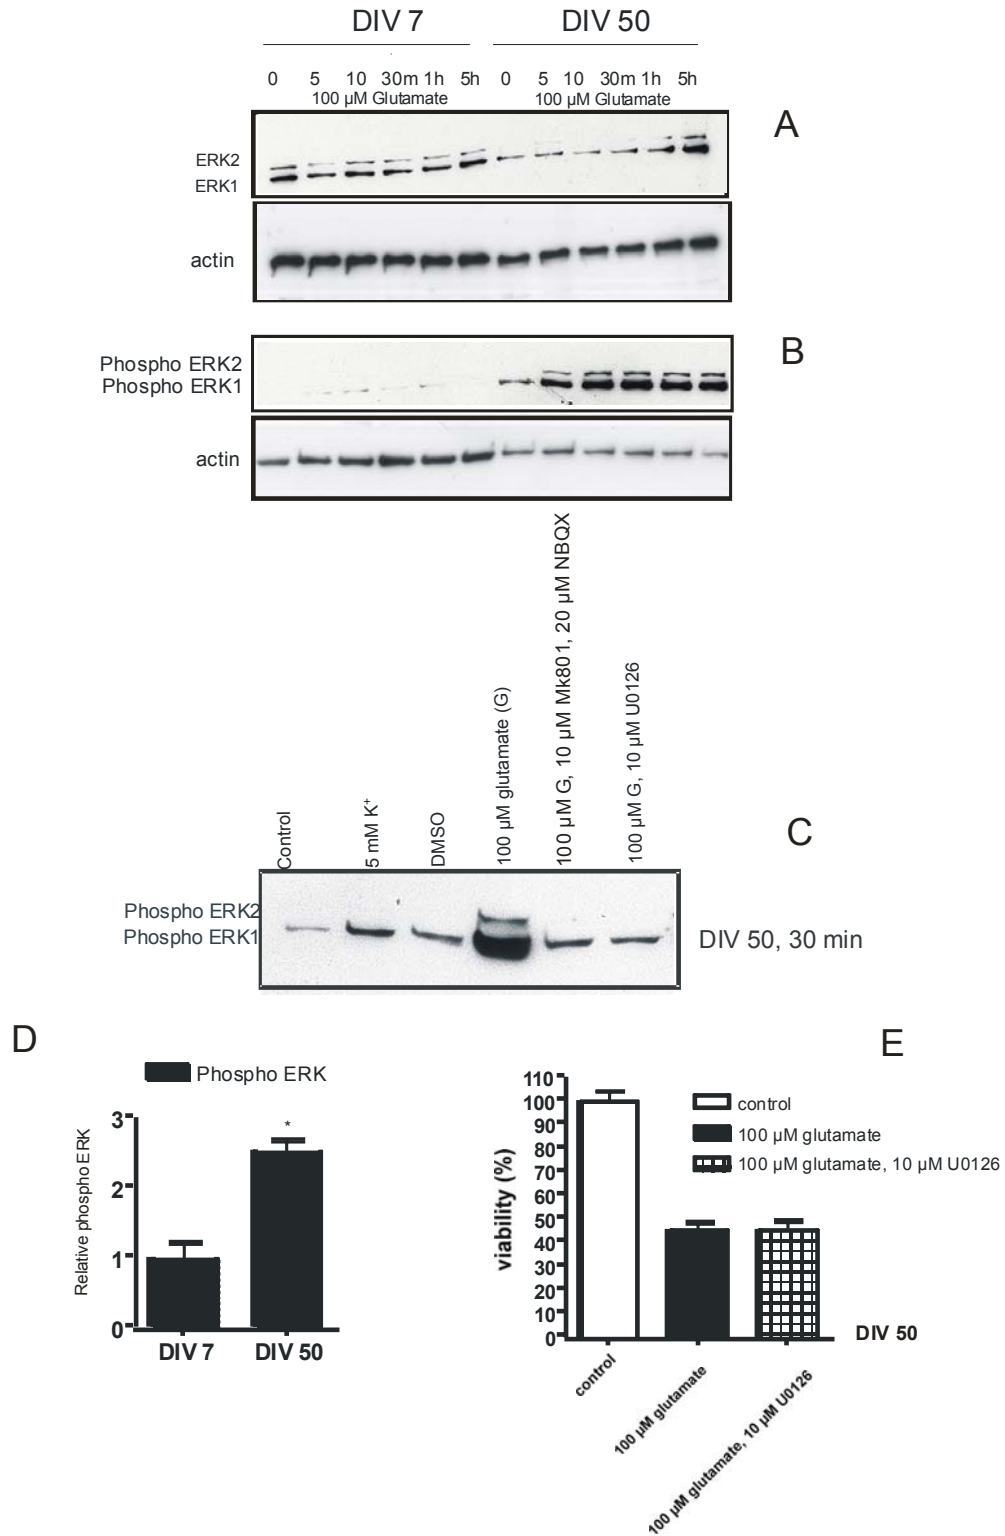 DIV 7 DIV 50
0 5 10 30m 1h 5h 0 5 10 30m 1h 5h
100 µM Glutamate 100 µM Glutamate
A
ERK2
ERK1
actin
B
Phospho ERK2
Phospho ERK1
actin
Control
5 mM K+
DMSO
100 µM glutamate (G)
100 µM G, 10 µM Mk801, 20 µM NBQX
100 µM G, 10 µM U0126
C
Phospho ERK2
Phospho ERK1
DIV 50, 30 min
D
Phospho ERK
Relative phospho ERK
3
2
1
0
*
DIV 7 DIV 50
E
viability (%)
110
100
90
80
70
60
50
40
30
20
10
0
control
100 µM glutamate
100 µM glutamate, 10 µM U0126
DIV 50
control
100 µM glutamate
100 µM glutamate, 10 µM U0126